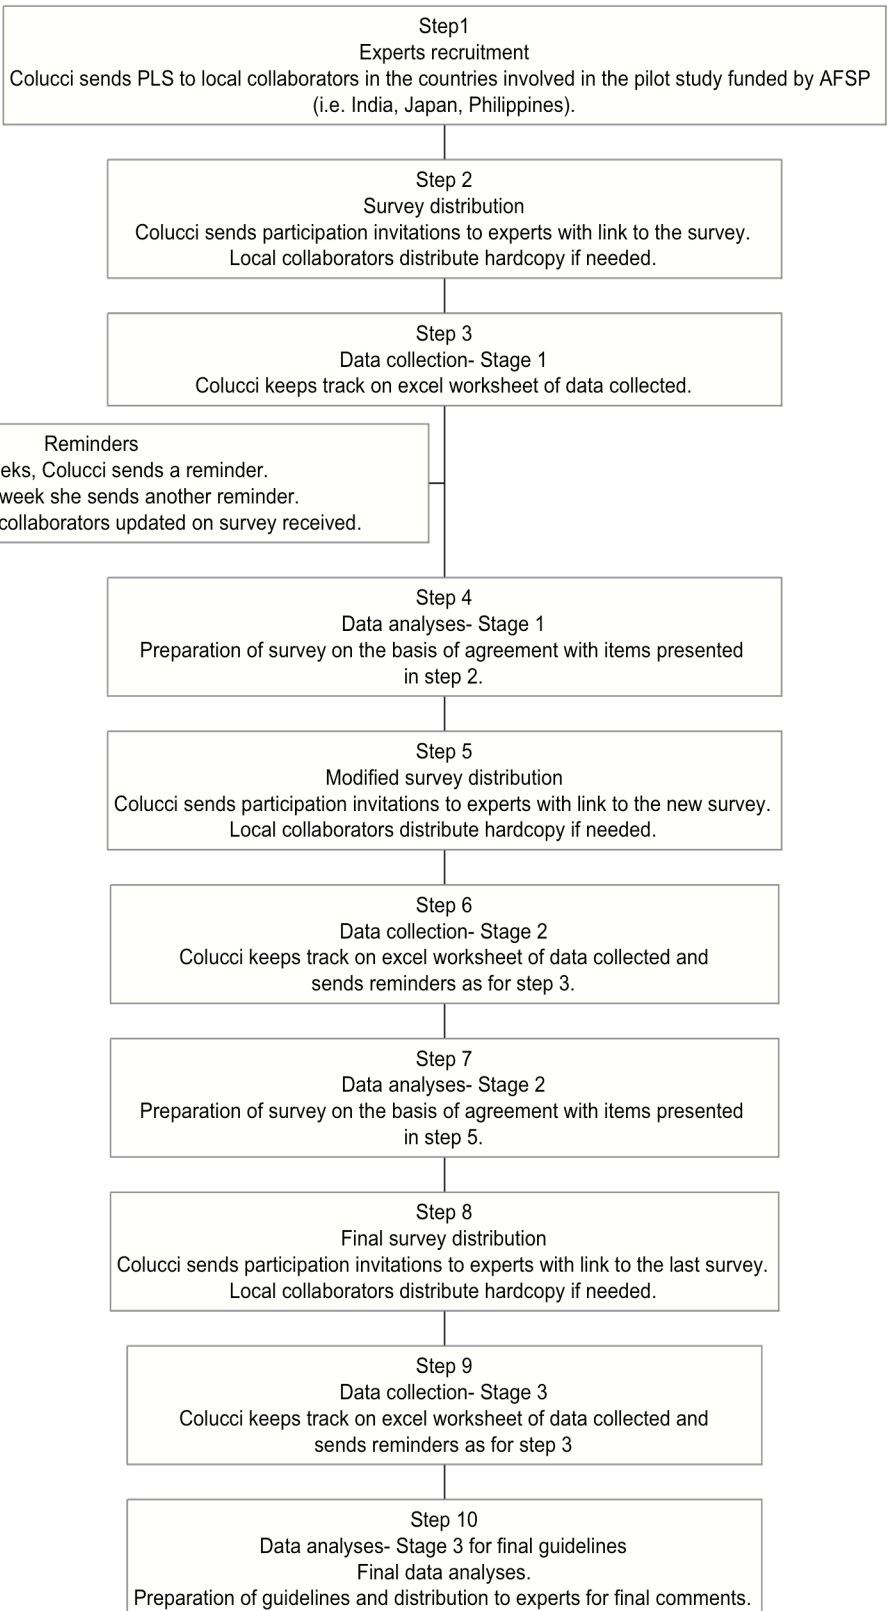 Step1
Experts recruitment
Colucci sends PLS to local collaborators in the countries involved in the pilot study funded by AFSP
(i.e. India, Japan, Philippines).
Step 2
Survey distribution
Colucci sends participation invitations to experts with link to the survey.
Local collaborators distribute hardcopy if needed.
Step 3
Data collection- Stage 1
Colucci keeps track on excel worksheet of data collected.
Reminders
eks, Colucci sends a reminder.
week she sends another reminder.
collaborators updated on survey received.
Step 4
Data analyses- Stage 1
Preparation of survey on the basis of agreement with items presented
in step 2.
Step 5
Modified survey distribution
Colucci sends participation invitations to experts with link to the new survey.
Local collaborators distribute hardcopy if needed.
Step 6
Data collection- Stage 2
Colucci keeps track on excel worksheet of data collected and
sends reminders as for step 3.
Step 7
Data analyses- Stage 2
Preparation of survey on the basis of agreement with items presented
in step 5.
Step 8
Final survey distribution
Colucci sends participation invitations to experts with link to the last survey.
Local collaborators distribute hardcopy if needed.
Step 9
Data collection- Stage 3
Colucci keeps track on excel worksheet of data collected and
sends reminders as for step 3
Step 10
Data analyses- Stage 3 for final guidelines
Final data analyses.
Preparation of guidelines and distribution to experts for final comments.